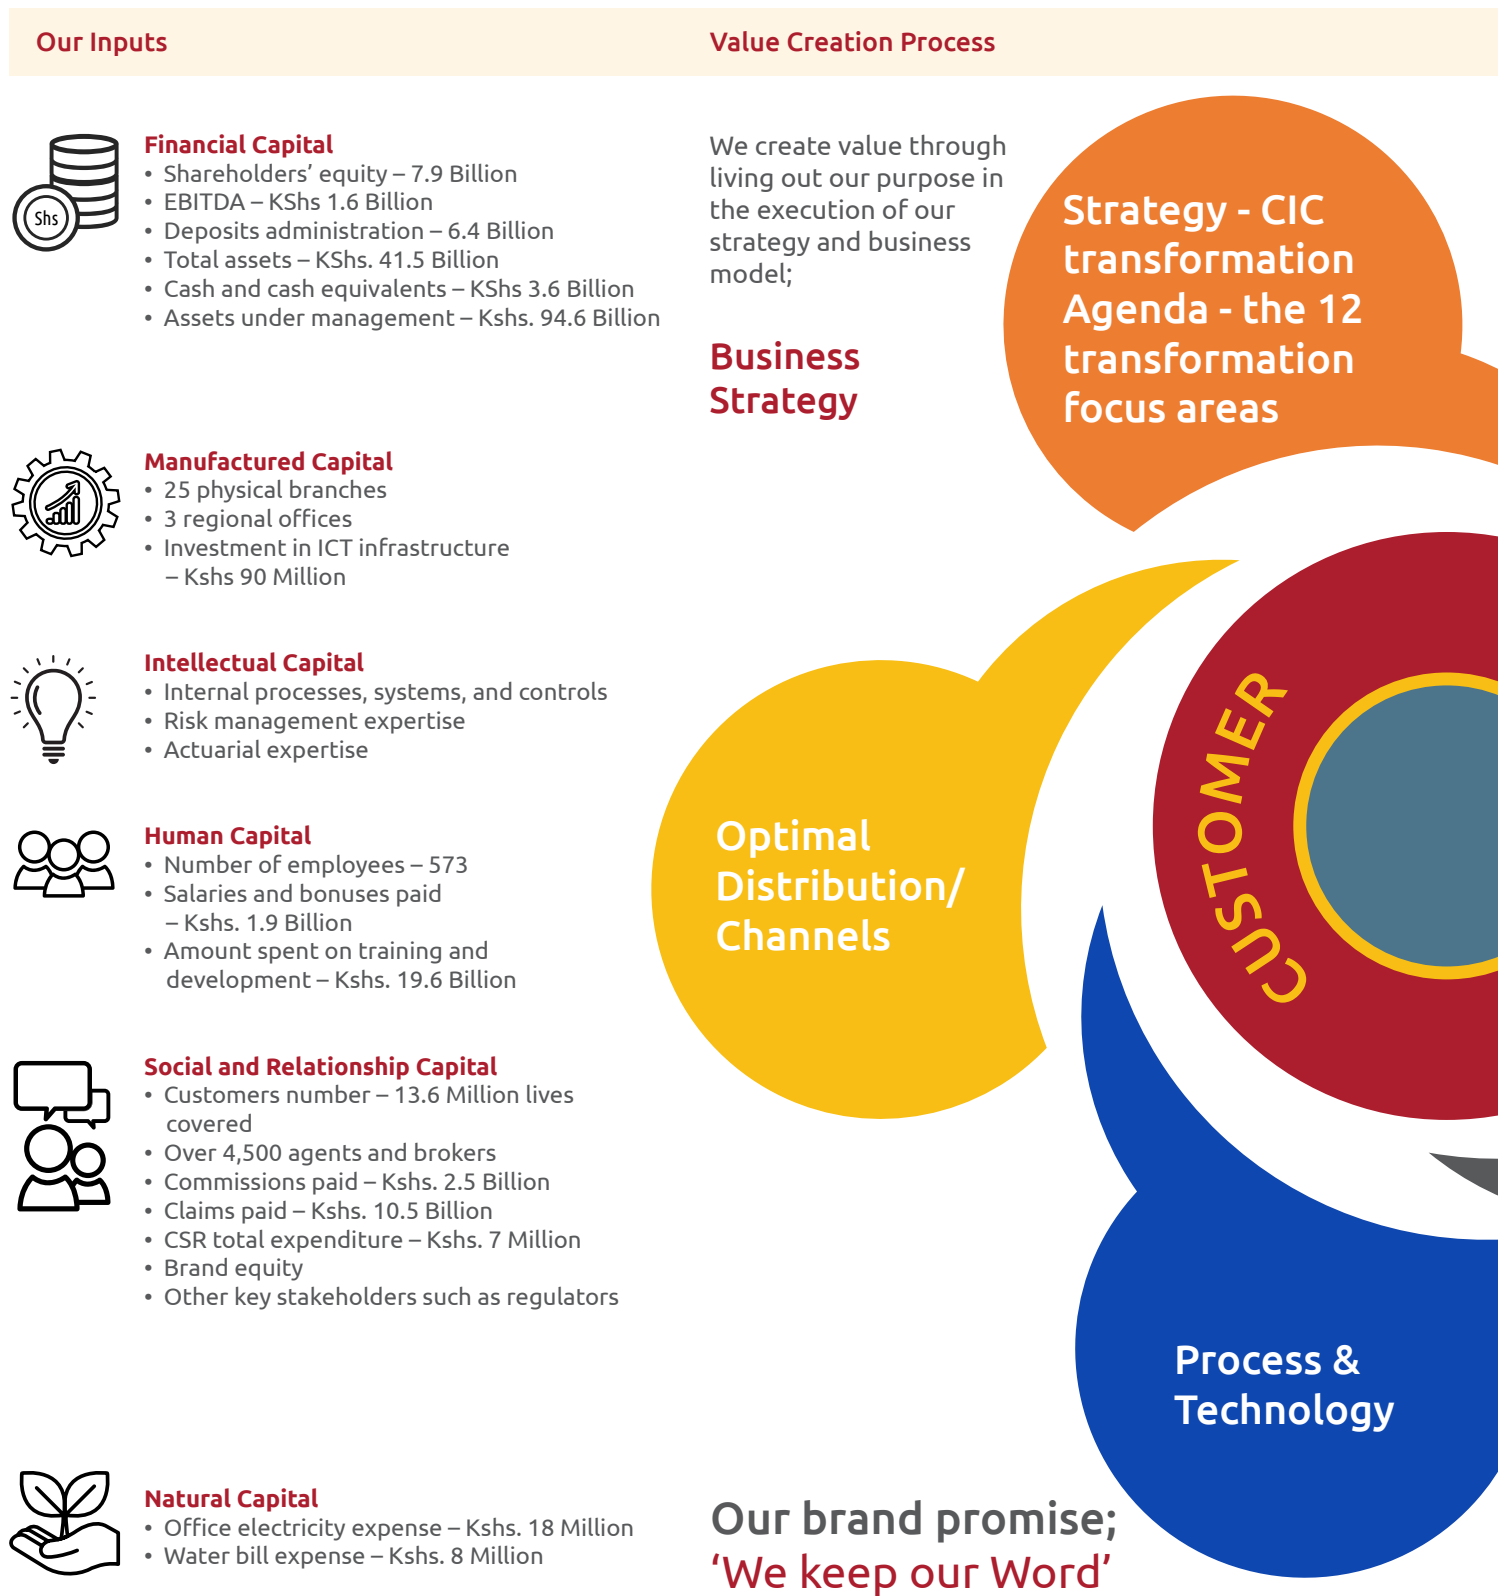 Our Inputs
Value Creation Process
Shs
Financial Capital
• Shareholders’ equity – 7.9 Billion
• EBITDA – KShs 1.6 Billion
• Deposits administration – 6.4 Billion
• Total assets – KShs. 41.5 Billion
• Cash and cash equivalents – KShs 3.6 Billion
• Assets under management – Kshs. 94.6 Billion
Manufactured Capital
• 25 physical branches
• 3 regional offices
• Investment in ICT infrastructure
– Kshs 90 Million
Intellectual Capital
• Internal processes, systems, and controls
• Risk management expertise
• Actuarial expertise
Human Capital
• Number of employees – 573
• Salaries and bonuses paid
– Kshs. 1.9 Billion
• Amount spent on training and
development – Kshs. 19.6 Billion
Social and Relationship Capital
• Customers number – 13.6 Million lives
covered
• Over 4,500 agents and brokers
• Commissions paid – Kshs. 2.5 Billion
• Claims paid – Kshs. 10.5 Billion
• CSR total expenditure – Kshs. 7 Million
• Brand equity
• Other key stakeholders such as regulators
Natural Capital
• Office electricity expense – Kshs. 18 Million
• Water bill expense – Kshs. 8 Million
We create value through
living out our purpose in
the execution of our
strategy and business
model;
Business
Strategy
Strategy - CIC
transformation
Agenda - the 12
transformation
focus areas
Optimal
Distribution/
Channels
CUSTOMER
Process &
Technology
Our brand promise;
‘We keep our Word’